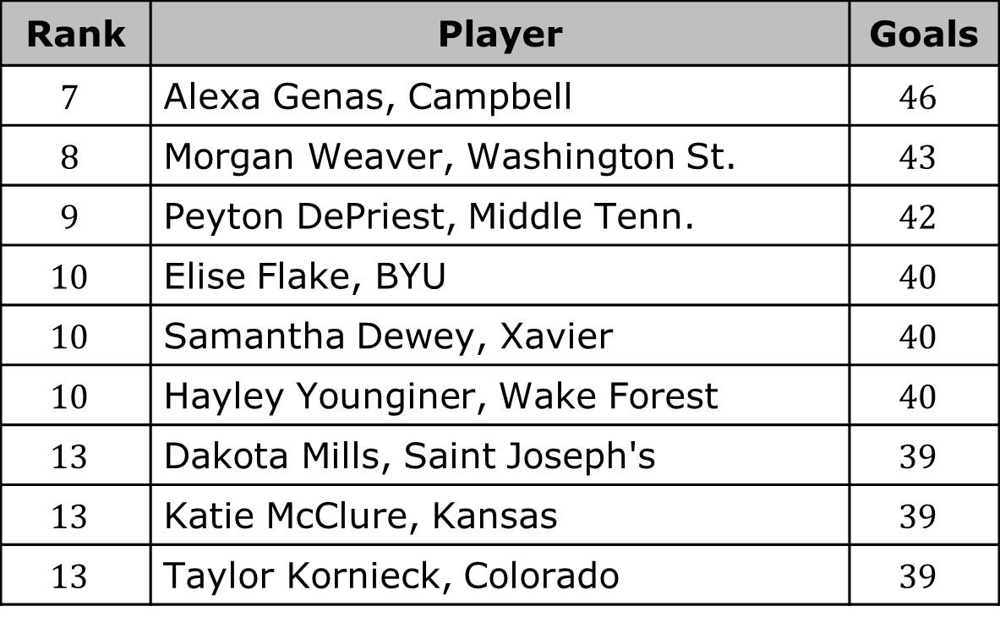 Rank Player Goals
7 Alexa Genas, Campbell 46
8 Morgan Weaver, Washington St. 43
9 Peyton DePriest, Middle Tenn. 42
10 Elise Flake, BYU 40
10 Samantha Dewey, Xavier 40
10 Hayley Younginer, Wake Forest 40
13 Dakota Mills, Saint Joseph's 39
13 Katie McClure, Kansas 39
13 Taylor Kornieck, Colorado 39